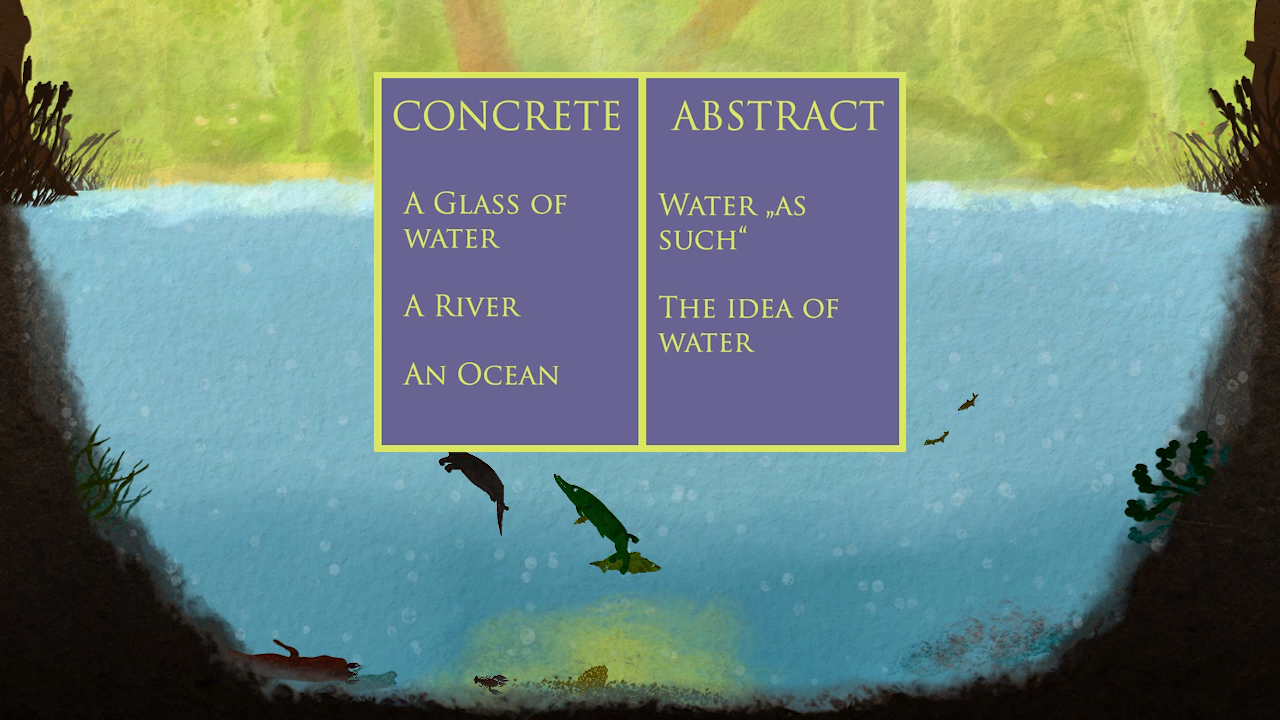 CONCRETE
A Glass of
water
A River
An Ocean
ABSTRACT
Water „as
such“
The idea of
water